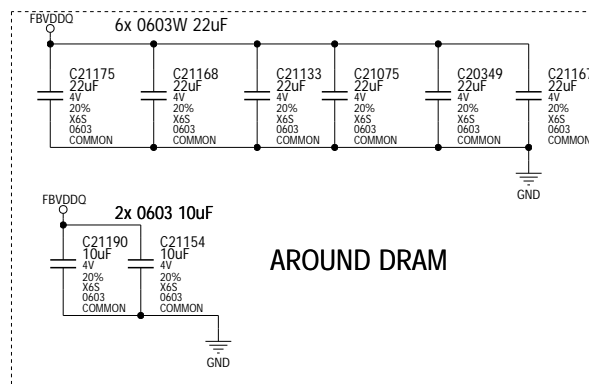 FBVDDQ
6x 0603W 22uF
C21175
22uF
4V
20%
X6S
0603
COMMON
C21168
22uF
4V
20%
X6S
0603
COMMON
C21133
22uF
4V
20%
X6S
0603
COMMON
C21075
22uF
4V
20%
X6S
0603
COMMON
C20349
22uF
4V
20%
X6S
0603
COMMON
C21167
22uF
4V
20%
X6S
0603
COMMON
GND
FBVDDQ
2x 0603 10uF
C21190
10uF
4V
20%
X6S
0603
COMMON
C21154
10uF
4V
20%
X6S
0603
COMMON
GND
AROUND DRAM